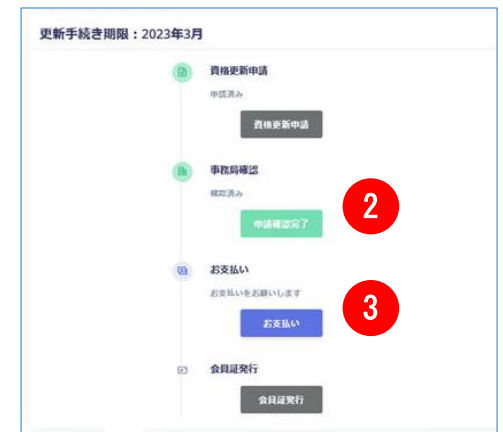 更新手続き期限：2023年3月
資格更新申請
申請済み
資格更新申請
事務局確認
確認済み
申請確認完了
2
お支払い
お支払いをお願いします
お支払い
3
会員証発行
会員証発行